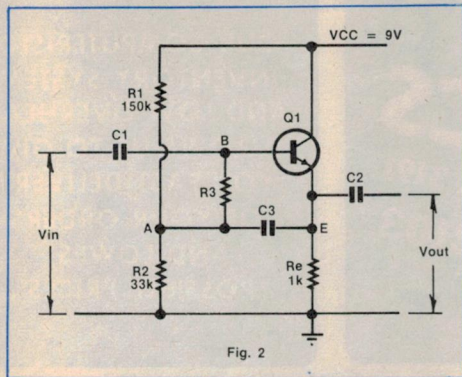 VCC = 9V
R1
150k
Q1
C1
B
C2
R3
Vin
A
C3
E
Vout
R2
33k
Re
1k
Fig. 2